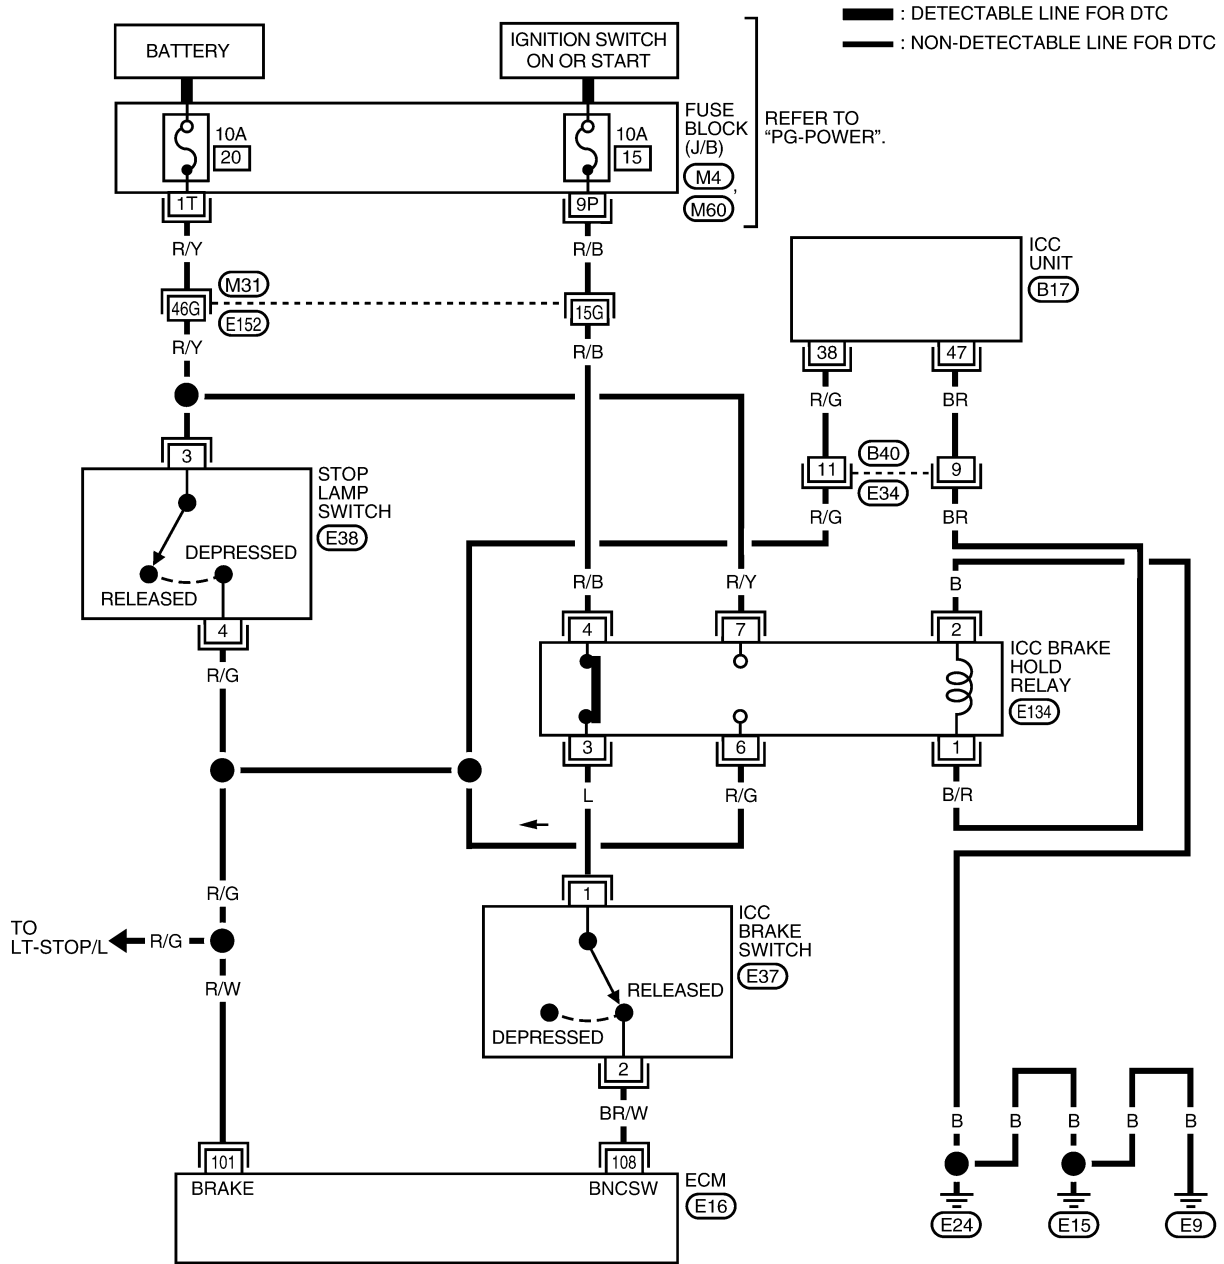 : DETECTABLE LINE FOR DTC
: NON-DETECTABLE LINE FOR DTC
BATTERY
IGNITION SWITCH
ON OR START
10A
20
10A
15
FUSE
BLOCK
(J/B)
M4
,
M60
REFER TO
“PG-POWER”.
1T
9P
R/Y
R/B
M31
46G
E152
15G
R/Y
R/B
ICC
UNIT
B17
38
47
R/G
BR
11
B40
E34
9
R/G
BR
3
STOP
LAMP
SWITCH
E38
DEPRESSED
RELEASED
4
R/G
R/B
R/Y
B
4
7
2
ICC BRAKE
HOLD
RELAY
E134
3
6
1
L
R/G
B/R
R/G
TO
LT-STOP/L
R/G
R/W
1
ICC
BRAKE
SWITCH
E37
RELEASED
DEPRESSED
2
BR/W
101
108
BRAKE
BNCSW
ECM
E16
B
B
B
B
B
E24
E15
E9